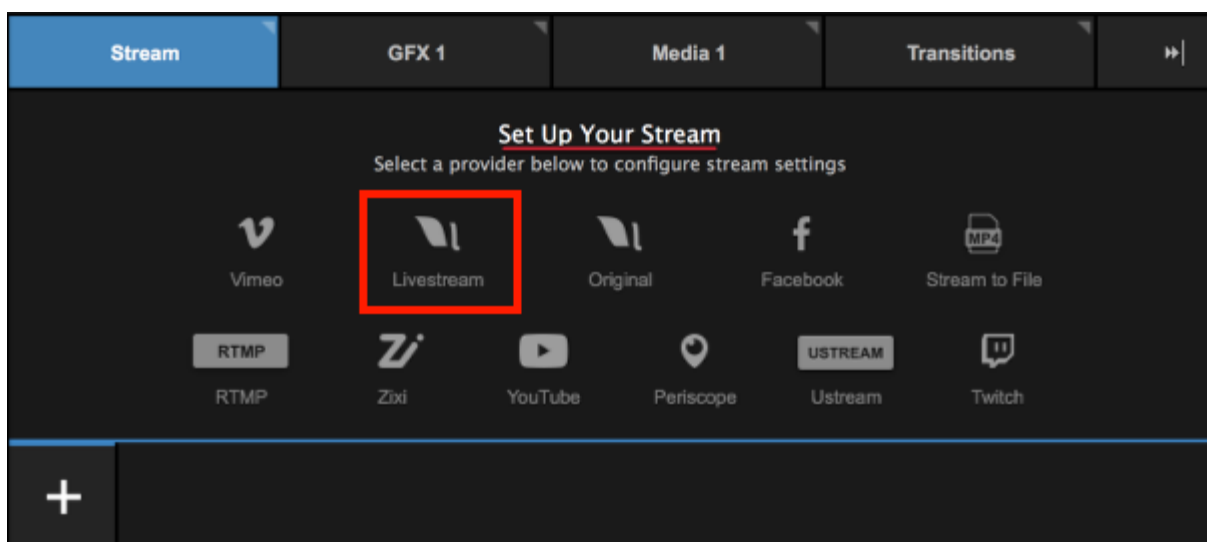 Stream GFX 1 Media 1 Transitions
Set Up Your Stream
Select a provider below to configure stream settings
Vimeo Livestream Original Facebook MP4 Stream to File
RTMP USTREAM
RTMP Zixi YouTube Periscope Ustream Twitch